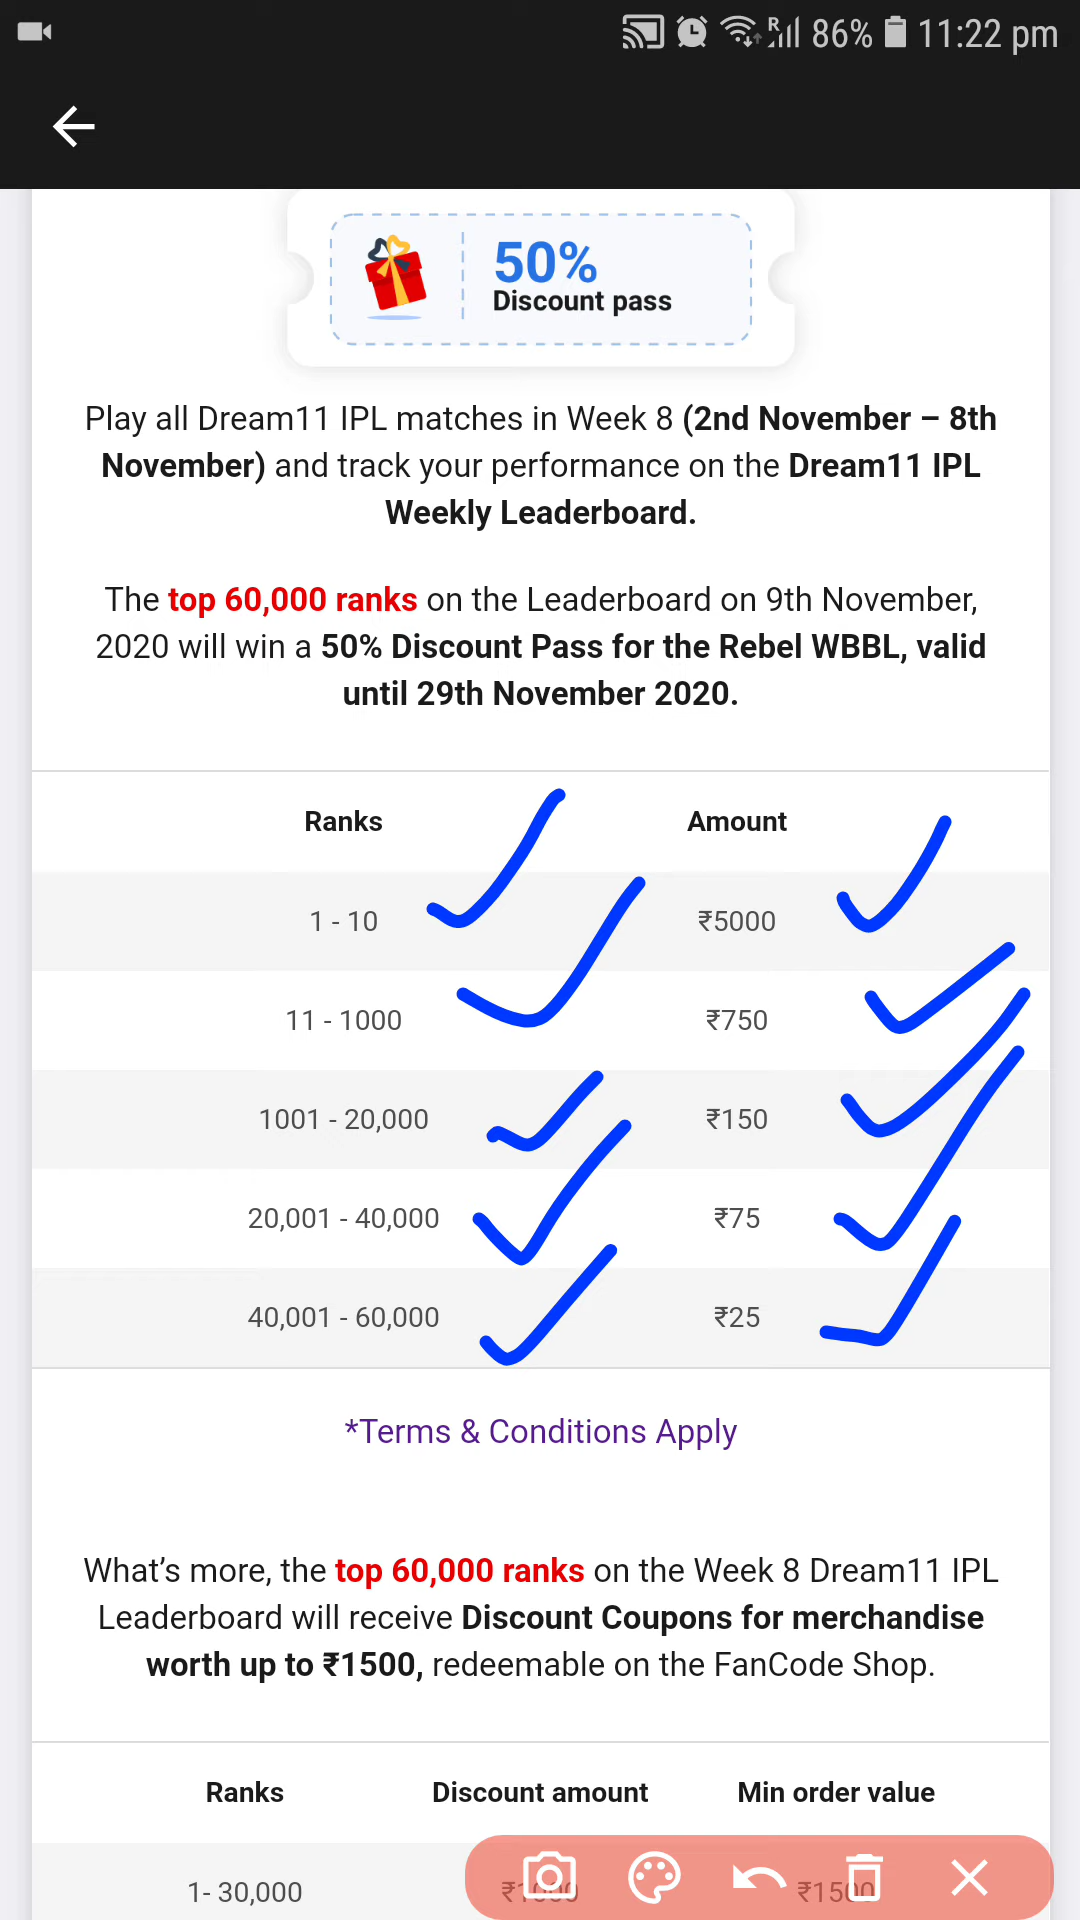 R 86% 11:22 pm
50%
Discount pass
Play all Dream11 IPL matches in Week 8 (2nd November – 8th
November) and track your performance on the Dream11 IPL
Weekly Leaderboard.
The top 60,000 ranks on the Leaderboard on 9th November,
2020 will win a 50% Discount Pass for the Rebel WBBL, valid
until 29th November 2020.
Ranks Amount
1 - 10 ₹5000
11 - 1000 ₹750
1001 - 20,000 ₹150
20,001 - 40,000 ₹75
40,001 - 60,000 ₹25
*Terms & Conditions Apply
What's more, the top 60,000 ranks on the Week 8 Dream11 IPL
Leaderboard will receive Discount Coupons for merchandise
worth up to ₹1500, redeemable on the FanCode Shop.
Ranks Discount amount Min order value
1- 30,000 ₹1000 ₹1500